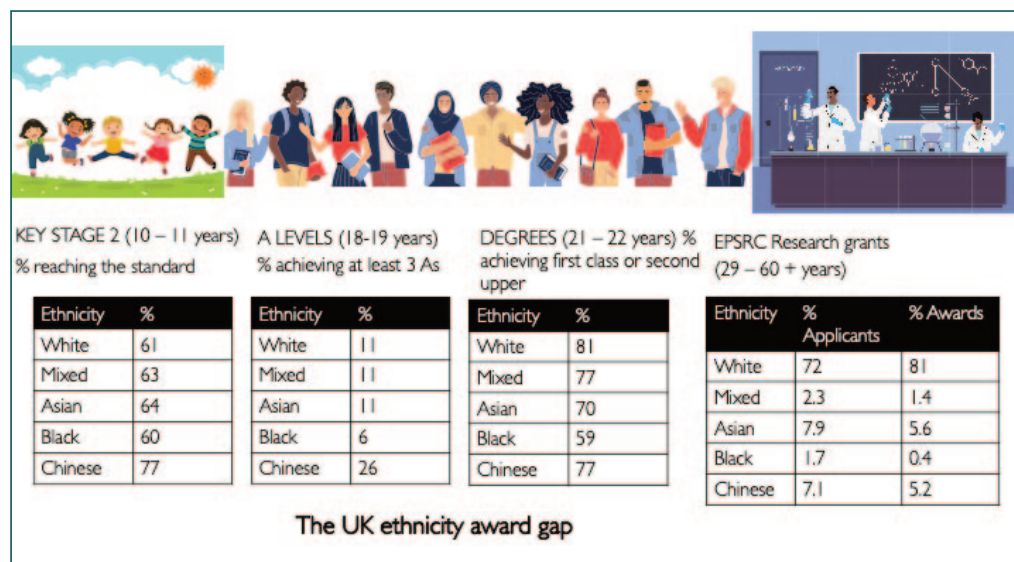 KEY STAGE 2 (10 – 11 years)
% reaching the standard
Ethnicity %
White 61
Mixed 63
Asian 64
Black 60
Chinese 77
A LEVELS (18-19 years)
% achieving at least 3 As
Ethnicity %
White 11
Mixed 11
Asian 11
Black 6
Chinese 26
DEGREES (21 – 22 years) %
achieving first class or second
upper
Ethnicity %
White 81
Mixed 77
Asian 70
Black 59
Chinese 77
EPSRC Research grants
(29 – 60 + years)
Ethnicity % % Awards
Applicants
White 72 81
Mixed 2.3 1.4
Asian 7.9 5.6
Black 1.7 0.4
Chinese 7.1 5.2
The UK ethnicity award gap